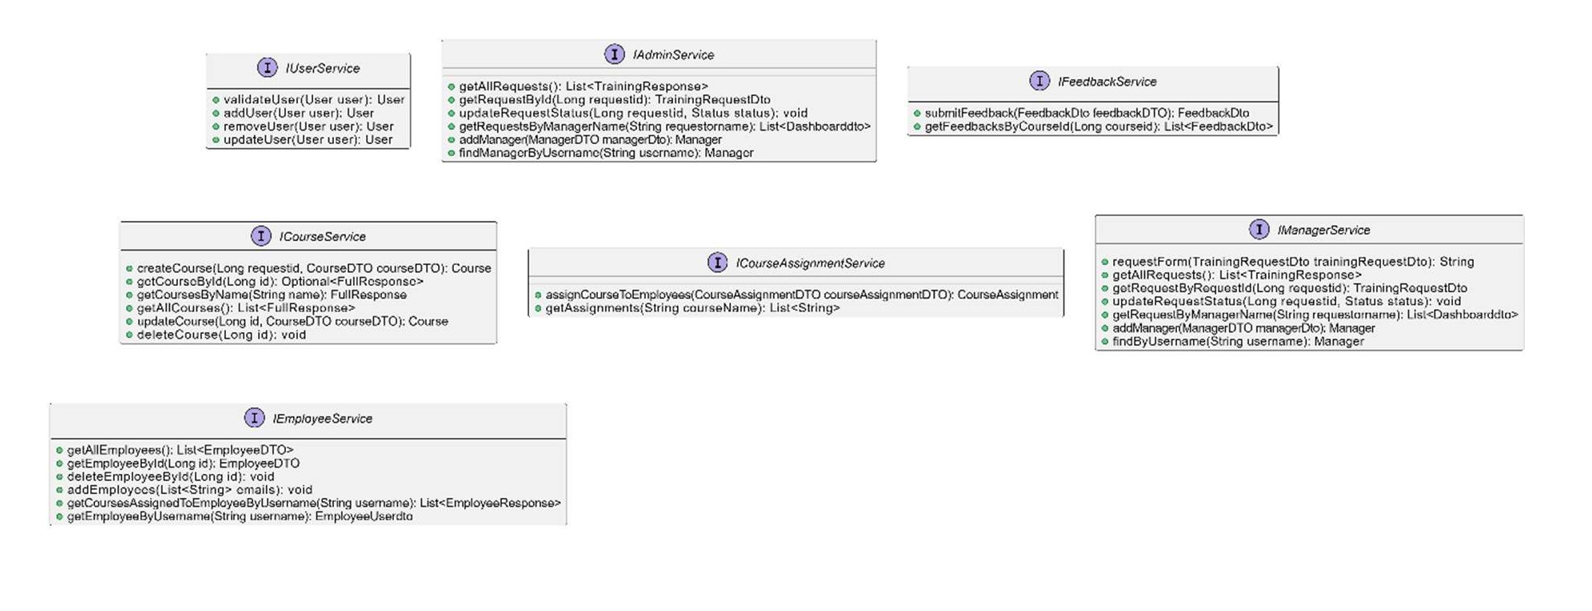 I IUserService
validateUser(User user): User
addUser(User user): User
removeUser(User user): User
updateUser(User user): User
I IAdminService
getAllRequests(): List<TrainingResponse>
getRequestById(Long requestid): TrainingRequestDto
updateRequestStatus(Long requestid, Status status): void
getRequestsByManagerName(String requestorname): List<Dashboarddto>
addManager(ManagerDTO managerDto): Manager
findManagerByUsername(String username): Manager
I IFeedbackService
submitFeedback(FeedbackDto feedbackDTO): FeedbackDto
getFeedbacksByCourseId(Long courseid): List<FeedbackDto>
I ICourseService
createCourse(Long requestid, CourseDTO courseDTO): Course
getCourseById(Long id): Optional<FullResponse>
getCoursesByName(String name): FullResponse
getAllCourses(): List<FullResponse>
updateCourse(Long id, CourseDTO courseDTO): Course
deleteCourse(Long id): void
I ICourseAssignmentService
assignCourseToEmployees(CourseAssignmentDTO courseAssignmentDTO): CourseAssignment
getAssignments(String courseName): List<String>
I IManagerService
requestForm(TrainingRequestDto trainingRequestDto): String
getAllRequests(): List<TrainingResponse>
getRequestByRequestId(Long requestid): TrainingRequestDto
updateRequestStatus(Long requestid, Status status): void
getRequestByManagerName(String requestorname): List<Dashboarddto>
addManager(ManagerDTO managerDto): Manager
findByUsername(String username): Manager
I IEmployeeService
getAllEmployees(): List<EmployeeDTO>
getEmployeeById(Long id): EmployeeDTO
deleteEmployeeById(Long id): void
addEmployees(List<String> emails): void
getCoursesAssignedToEmployeeByUsername(String username): List<EmployeeResponse>
getEmployeeByUsername(String username): EmployeeUserdto